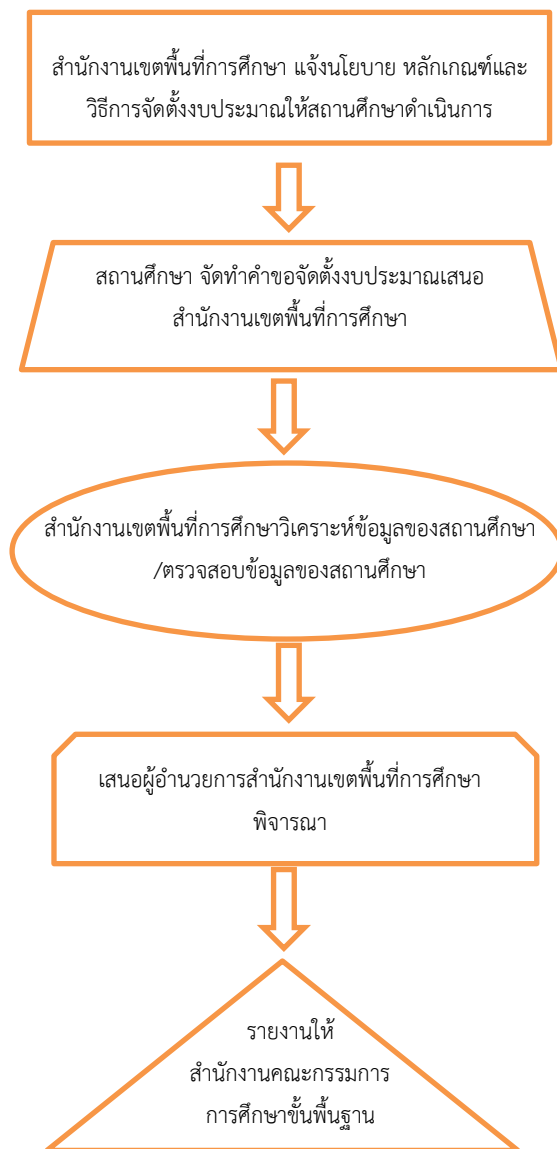 สำนักงานเขตพื้นที่การศึกษา แจ้งนโยบาย หลักเกณฑ์และ
วิธีการจัดตั้งงบประมาณให้สถานศึกษาดำเนินการ
สถานศึกษา จัดทำคำขอจัดตั้งงบประมาณเสนอ
สำนักงานเขตพื้นที่การศึกษา
สำนักงานเขตพื้นที่การศึกษาวิเคราะห์ข้อมูลของสถานศึกษา
/ตรวจสอบข้อมูลของสถานศึกษา
เสนอผู้อำนวยการสำนักงานเขตพื้นที่การศึกษา
พิจารณา
รายงานให้
สำนักงานคณะกรรมการ
การศึกษาขั้นพื้นฐาน